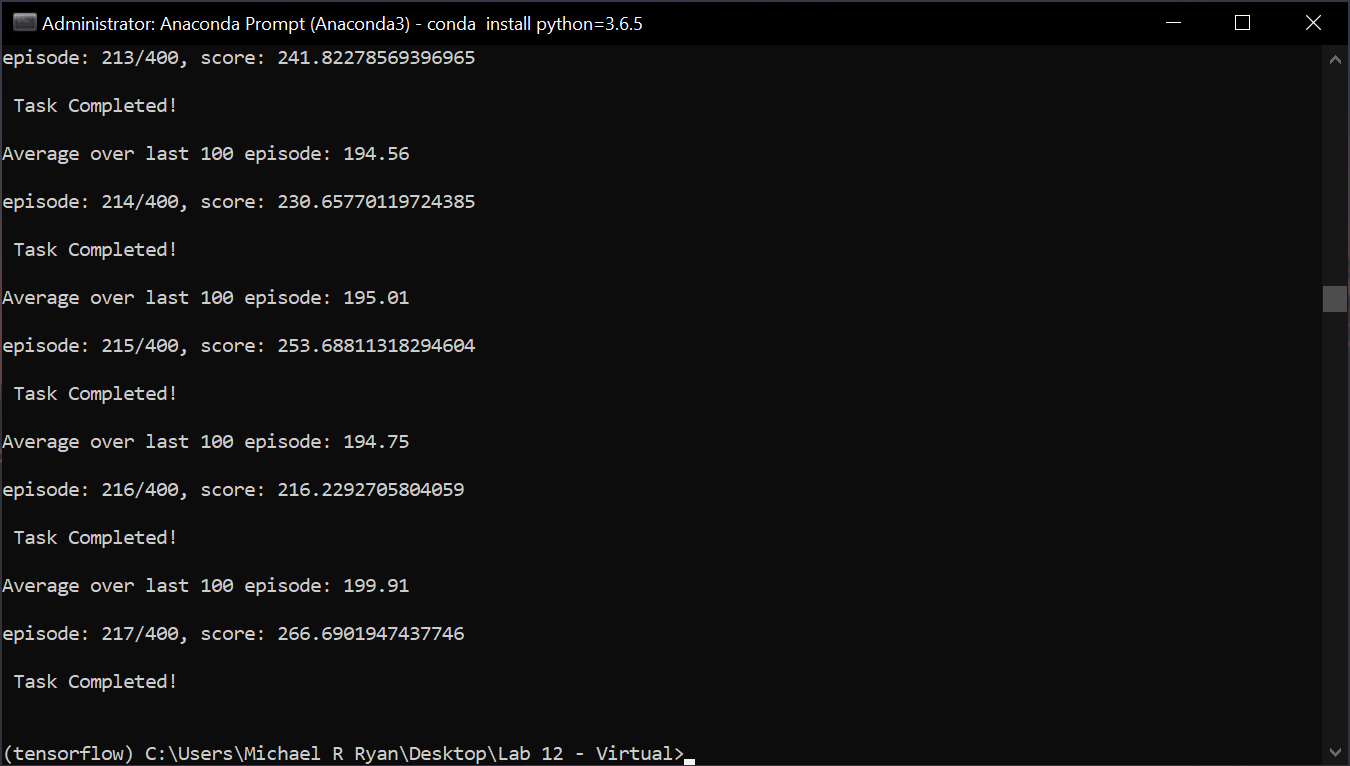 Administrator: Anaconda Prompt (Anaconda3) - conda  install python=3.6.5
episode: 213/400, score: 241.82278569396965
Task Completed!
Average over last 100 episode: 194.56
episode: 214/400, score: 230.65770119724385
Task Completed!
Average over last 100 episode: 195.01
episode: 215/400, score: 253.68811318294604
Task Completed!
Average over last 100 episode: 194.75
episode: 216/400, score: 216.2292705804059
Task Completed!
Average over last 100 episode: 199.91
episode: 217/400, score: 266.6901947437746
Task Completed!
(tensorflow) C:\Users\Michael R Ryan\Desktop\Lab 12 - Virtual>